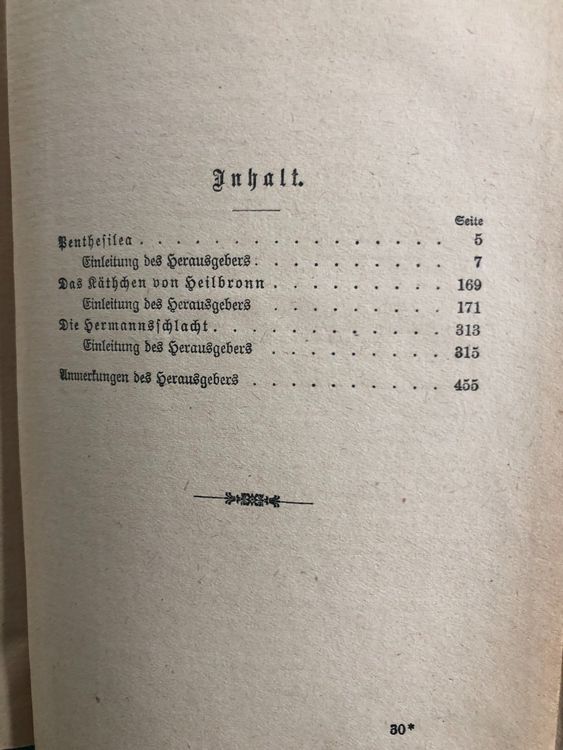 Inhalt.
Seite
Penthesilea . . . . . . . . . . . . . . . . 5
Einleitung des Herausgebers . . . . . . . . . . 7
Das Käthchen von Heilbronn . . . . . . . . . 169
Einleitung des Herausgebers . . . . . . . . . 171
Die Hermannsschlacht . . . . . . . . . . . . 313
Einleitung des Herausgebers . . . . . . . . . 315
Anmerkungen des Herausgebers . . . . . . . . . . 455
30*